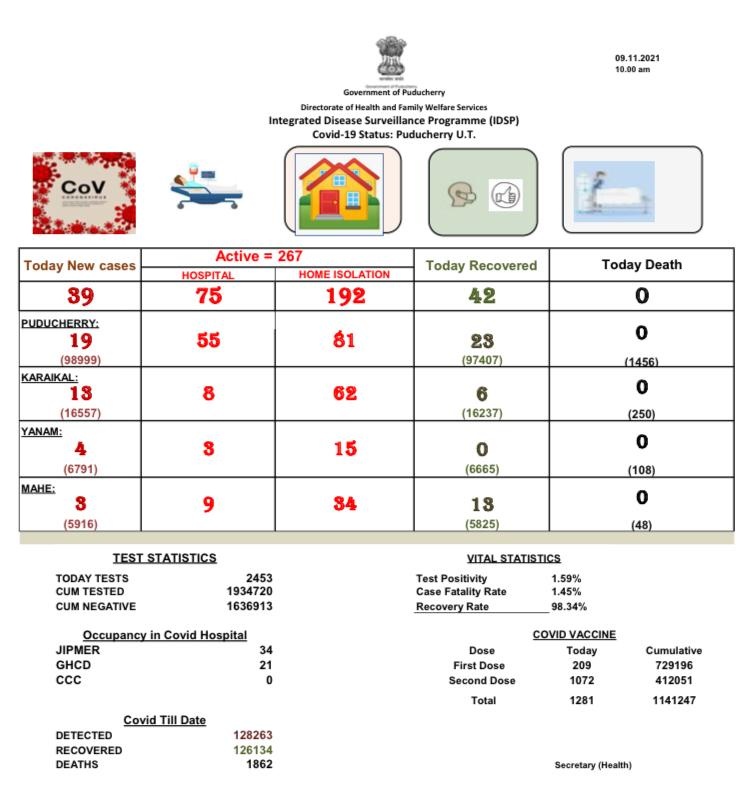 09.11.2021
10.00 am
Government of Puducherry
Directorate of Health and Family Welfare Services
Integrated Disease Surveillance Programme (IDSP)
Covid-19 Status: Puducherry U.T.
CoV
CORONAVIRUS
Today New cases
Active = 267
HOSPITAL
HOME ISOLATION
Today Recovered
Today Death
39 75 192 42 0
PUDUCHERRY:
19 55 81 23 0
(98999) (97407) (1456)
KARAIKAL:
13 8 62 6 0
(16557) (16237) (250)
YANAM:
4 3 15 0 0
(6791) (6665) (108)
MAHE:
3 9 34 13 0
(5916) (5825) (48)
TEST STATISTICS
TODAY TESTS 2453
CUM TESTED 1934720
CUM NEGATIVE 1636913
VITAL STATISTICS
Test Positivity 1.59%
Case Fatality Rate 1.45%
Recovery Rate 98.34%
Occupancy in Covid Hospital
JIPMER 34
GHCD 21
CCC 0
COVID VACCINE
Dose Today Cumulative
First Dose 209 729196
Second Dose 1072 412051
Total 1281 1141247
Covid Till Date
DETECTED 128263
RECOVERED 126134
DEATHS 1862
Secretary (Health)